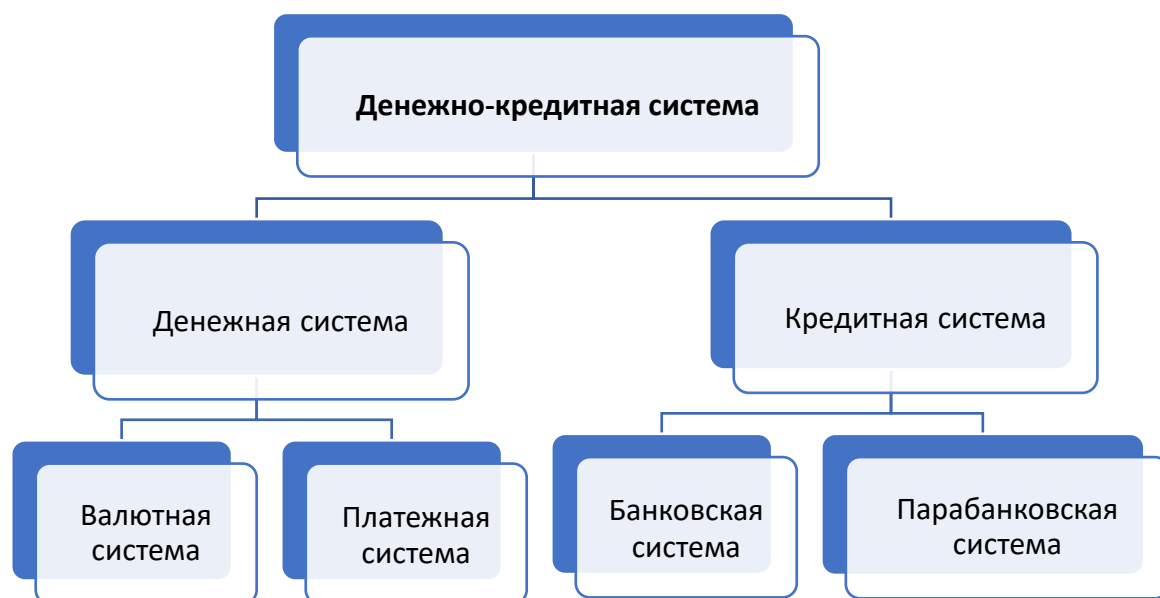 Денежно-кредитная система
Денежная система
Кредитная система
Валютная
система
Платежная
система
Банковская
система
Парабанковская
система